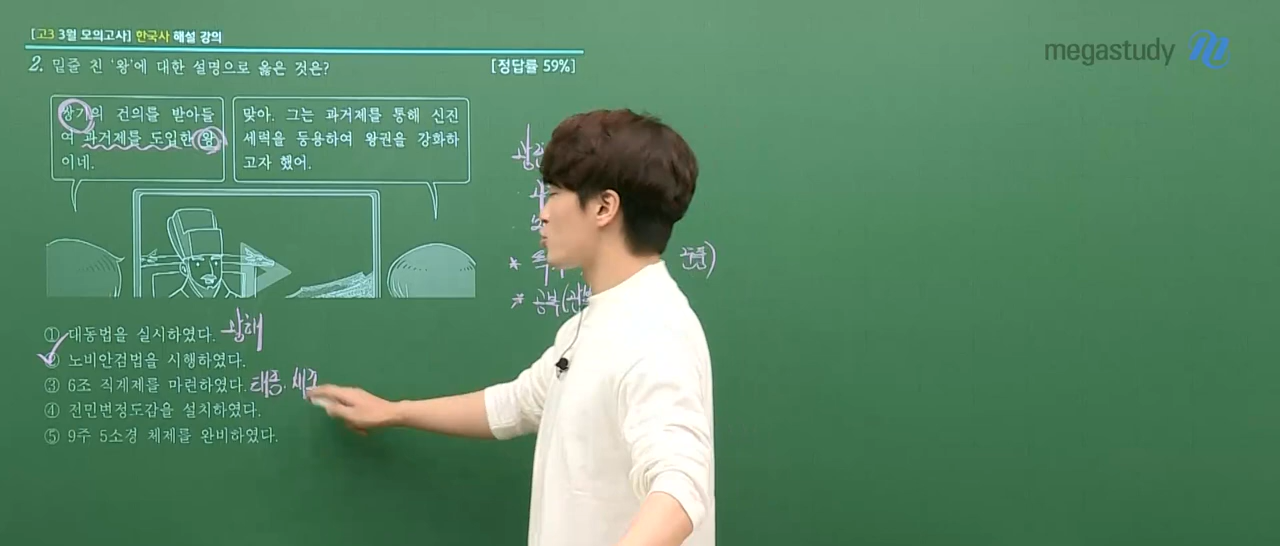 [고3 3월 모의고사] 한국사 해설 강의
megastudy
2. 밑줄 친 '왕'에 대한 설명으로 옳은 것은?
[정답률 59%]
쌍기의 건의를 받아들
여 과거제를 도입한 왕
이네.
맞아. 그는 과거제를 통해 신진
세력을 등용하여 왕권을 강화하
고자 했어.
① 대동법을 실시하였다. 광해
② 노비안검법을 시행하였다.
③ 6조 직계제를 마련하였다. 태종. 세조
④ 전민변정도감을 설치하였다.
⑤ 9주 5소경 체제를 완비하였다.